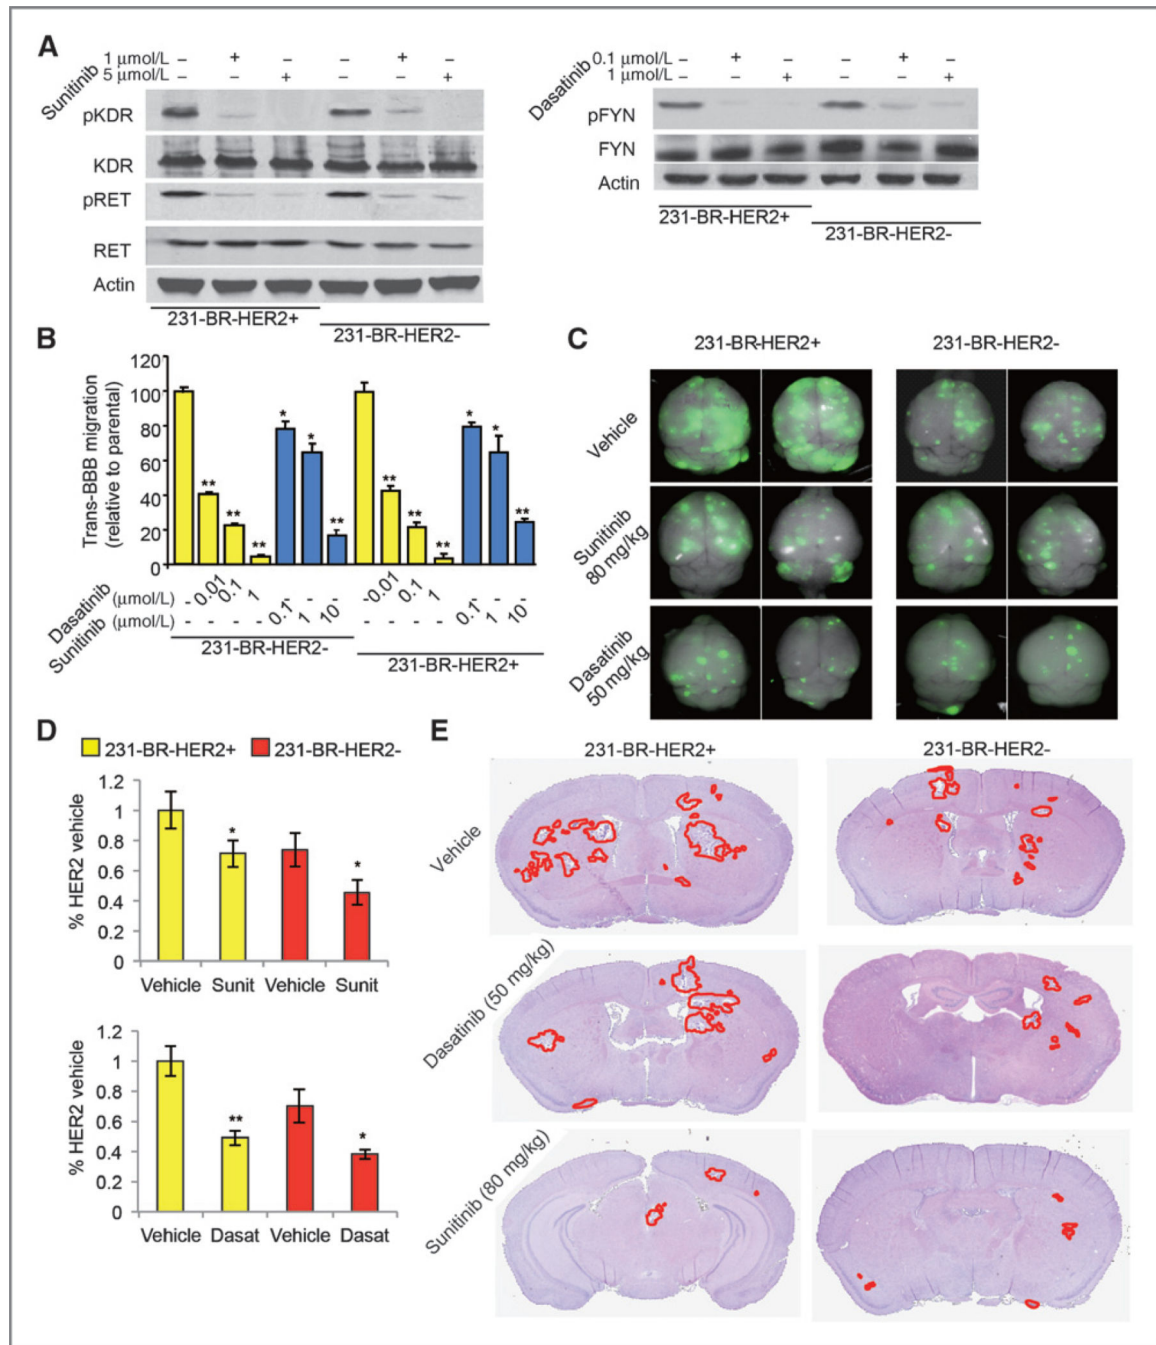 A
Sunitinib
1 μmol/L - + - - + -
5 μmol/L - - + - - +
pKDR
KDR
pRET
RET
Actin
231-BR-HER2+
231-BR-HER2-
Dasatinib
0.1 μmol/L - + - - + -
1 μmol/L - - + - - +
pFYN
FYN
Actin
231-BR-HER2+
231-BR-HER2-
B
Trans-BBB migration
(relative to parental)
120
100
80
60
40
20
0
** ** ** * * ** ** ** ** * * **
Dasatinib (μmol/L) - 0.01 0.1 1 - - - - 0.01 0.1 1 - - -
Sunitinib (μmol/L) - - - - 0.1 1 10 - - - - 0.1 1 10
231-BR-HER2-
231-BR-HER2+
C
231-BR-HER2+
231-BR-HER2-
Vehicle
Sunitinib
80 mg/kg
Dasatinib
50 mg/kg
D
231-BR-HER2+
231-BR-HER2-
% HER2 vehicle
1.2
1
0.8
0.6
0.4
0.2
0
* *
Vehicle Sunit Vehicle Sunit
% HER2 vehicle
1.2
1
0.8
0.6
0.4
0.2
0
** *
Vehicle Dasat Vehicle Dasat
E
231-BR-HER2+
231-BR-HER2-
Vehicle
Dasatinib (50 mg/kg)
Sunitinib (80 mg/kg)